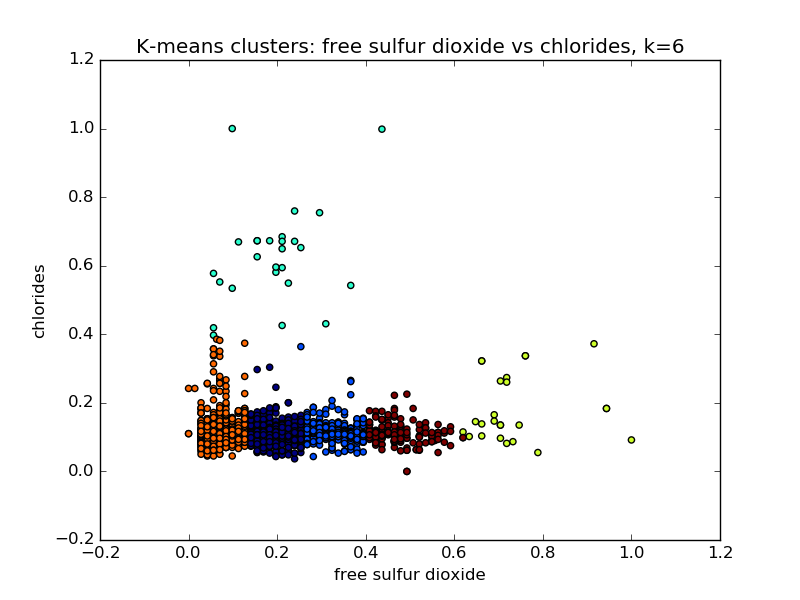 K-means clusters: free sulfur dioxide vs chlorides, k=6
1.2
1.0
0.8
0.6
0.4
0.2
0.0
−0.2
chlorides
−0.2 0.0 0.2 0.4 0.6 0.8 1.0 1.2
free sulfur dioxide